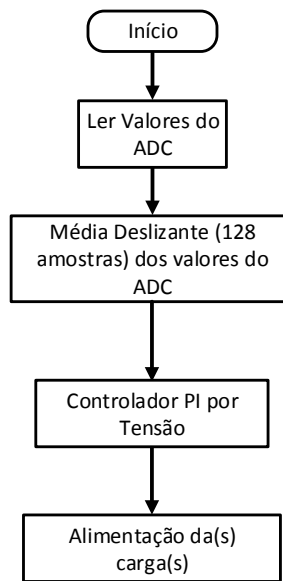 Início
Ler Valores do
ADC
Média Deslizante (128
amostras) dos valores do
ADC
Controlador PI por
Tensão
Alimentação da(s)
carga(s)